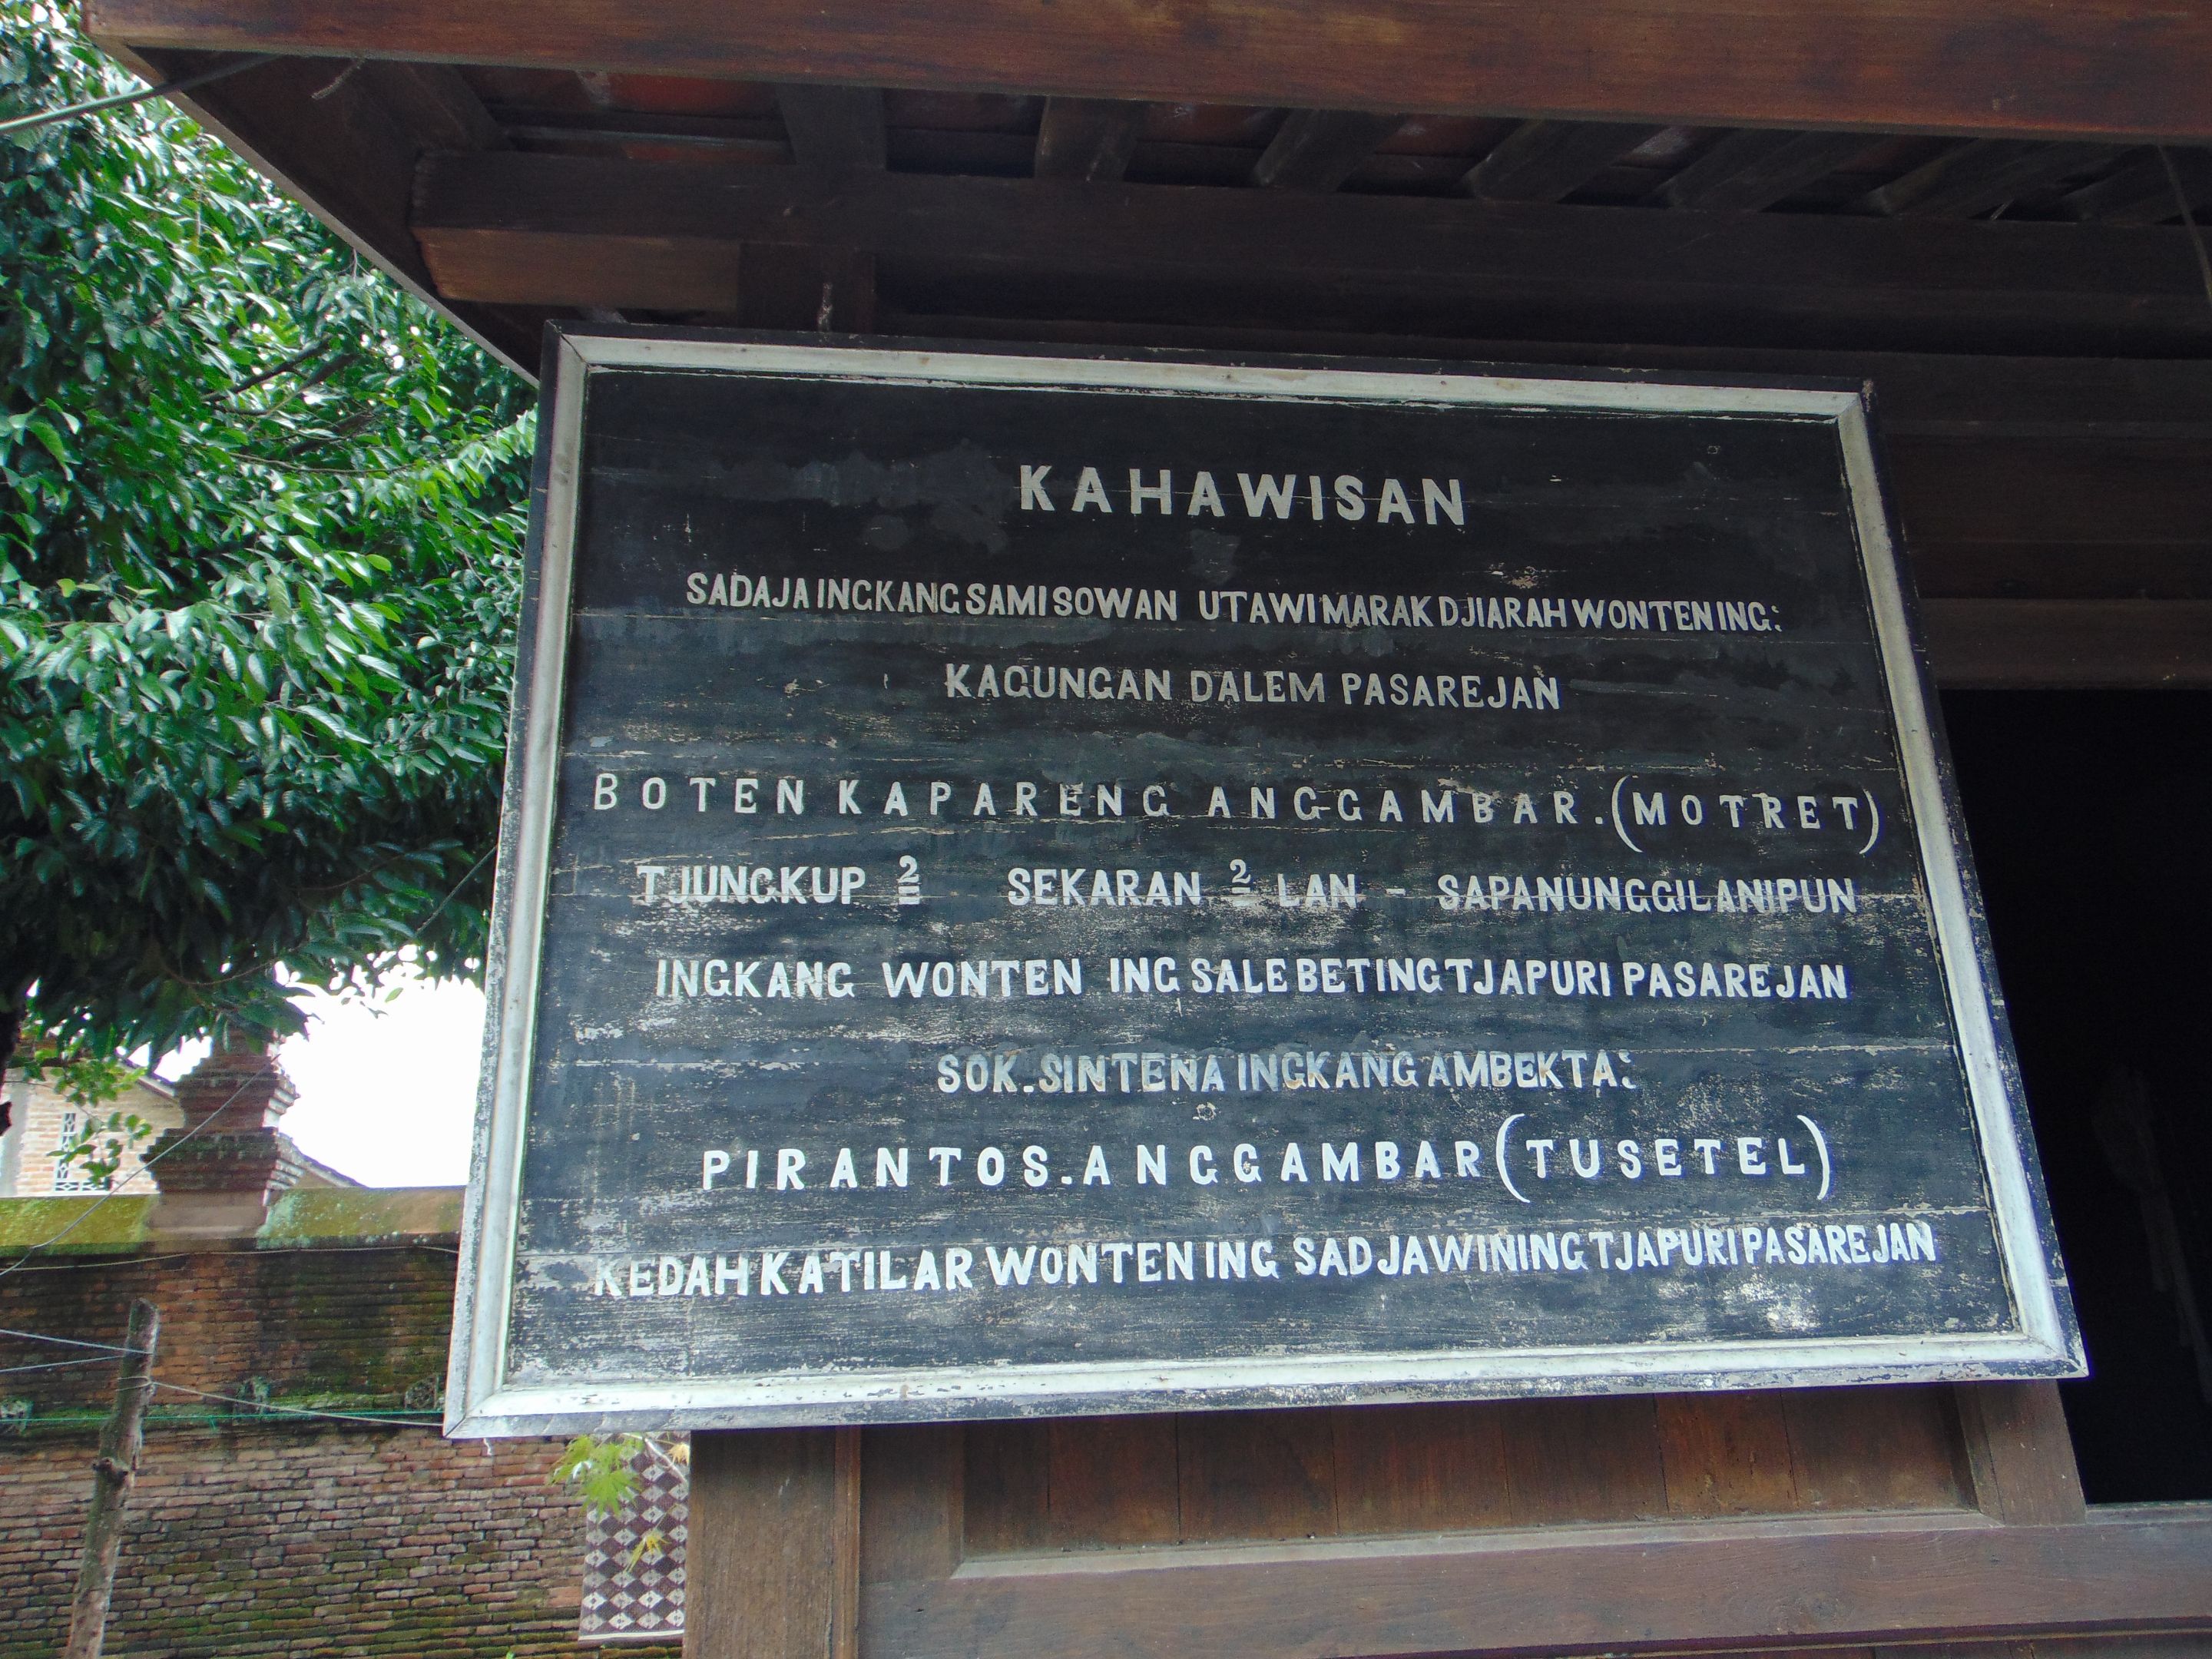 KAHAWISAN
SADAJA INGKANG SAMI SOWAN UTAWI MARAK DJIARAH WONTEN ING:
KAGUNGAN DALEM PASAREJAN
BOTEN KAPARENG ANGGAMBAR. (MOTRET)
TJUNGKUP 2 SEKARAN 2 LAN - SAPANUNGGILANIPUN
INGKANG WONTEN ING SALEBETING TJAPURI PASAREJAN
SOK. SINTENA INGKANG AMBEKTA:
PIRANTOS. ANGGAMBAR (TUSETEL)
KEDAH KATILAR WONTEN ING SADJAWINING TJAPURI PASAREJAN